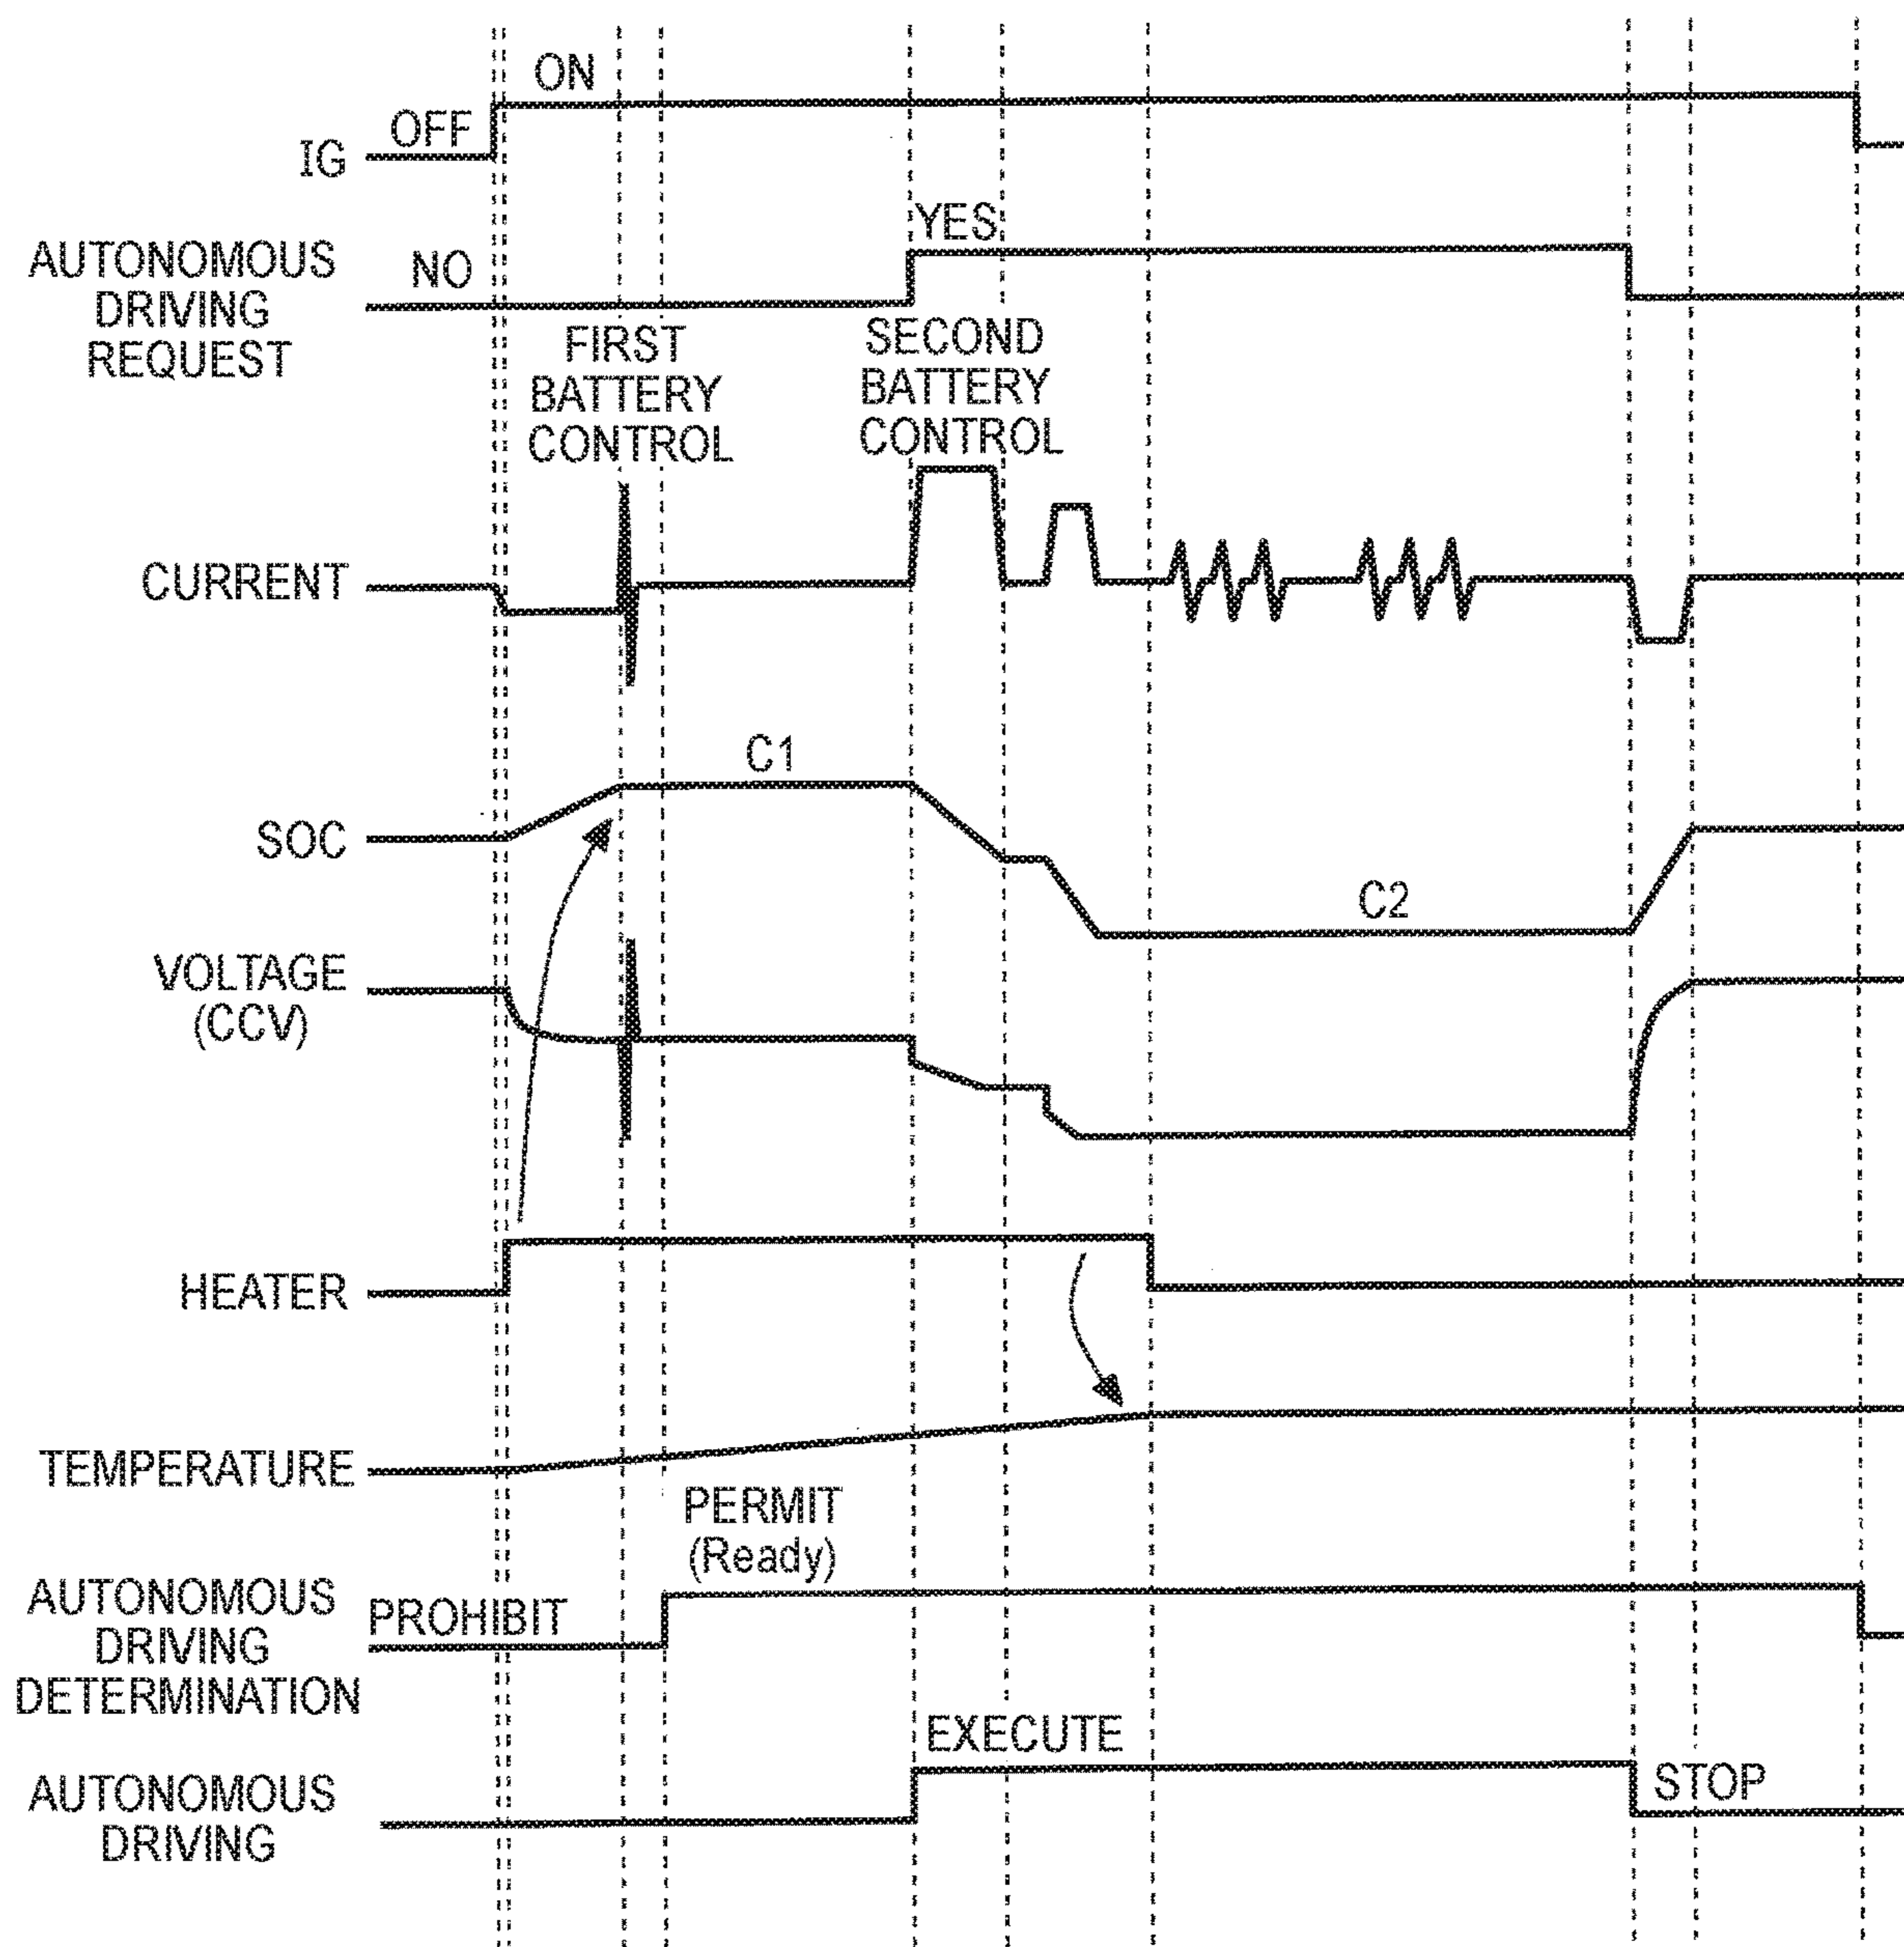 ON
OFF
IG
YES
NO
AUTONOMOUS
DRIVING
REQUEST
FIRST
BATTERY
CONTROL
SECOND
BATTERY
CONTROL
CURRENT
C1
SOC
C2
VOLTAGE
(CCV)
HEATER
TEMPERATURE
PERMIT
(Ready)
PROHIBIT
AUTONOMOUS
DRIVING
DETERMINATION
EXECUTE
STOP
AUTONOMOUS
DRIVING